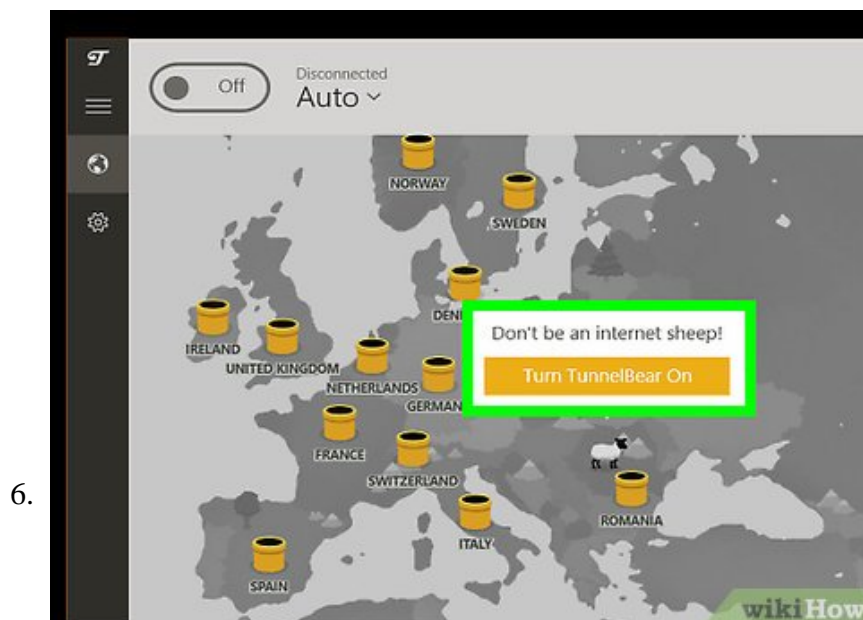 Off
Disconnected
Auto
NORWAY
SWEDEN
IRELAND
UNITED KINGDOM
NETHERLANDS
Don't be an internet sheep!
Turn TunnelBear On
FRANCE
SWITZERLAND
6.
ROMANIA
ITALY
SPAIN
wikiHow